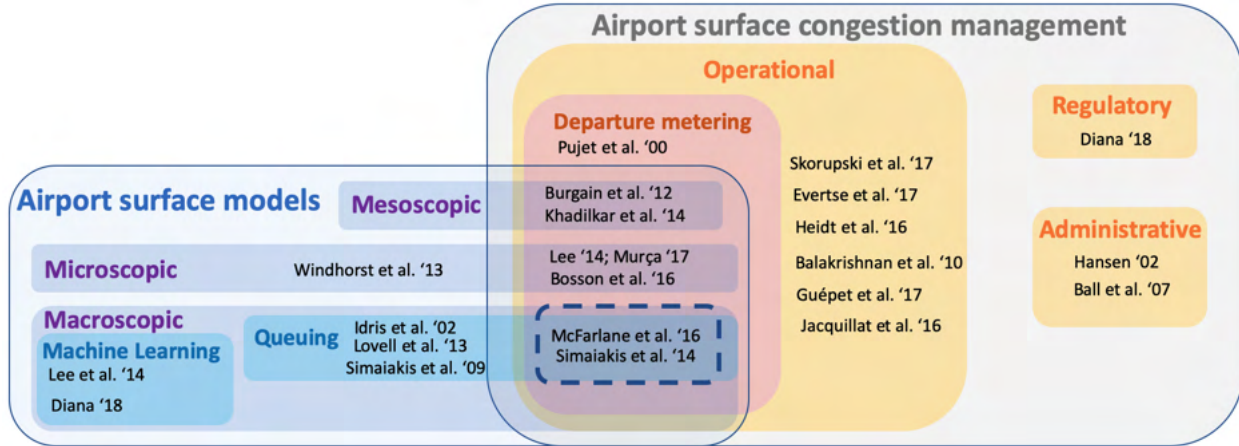 Airport surface congestion management
Operational
Departure metering
Pujet et al. ‘00
Regulatory
Diana ‘18
Skorupski et al. ‘17
Evertse et al. ‘17
Heidt et al. ‘16
Balakrishnan et al. ‘10
Guépet et al. ‘17
Jacquillat et al. ‘16
Administrative
Hansen ‘02
Ball et al. ‘07
Airport surface models
Mesoscopic
Burgain et al. ‘12
Khadilkar et al. ‘14
Microscopic
Windhorst et al. ‘13
Lee ‘14; Murça ‘17
Bosson et al. ‘16
Macroscopic
Machine Learning
Lee et al. ‘14
Diana ‘18
Queuing
Idris et al. ‘02
Lovell et al. ‘13
Simaiakis et al. ‘09
McFarlane et al. ‘16
Simaiakis et al. ‘14